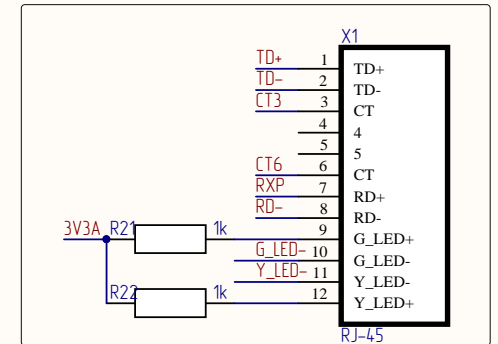 X1
TD+ 1 TD+
TD- 2 TD-
CT3 3 CT
4 4
5 5
CT6 6 CT
RXP 7 RD+
RD- 8 RD-
3V3A R21 1k 9 G_LED+
G_LED- 10 G_LED-
Y_LED- 11 Y_LED-
R22 1k 12 Y_LED+
RJ-45